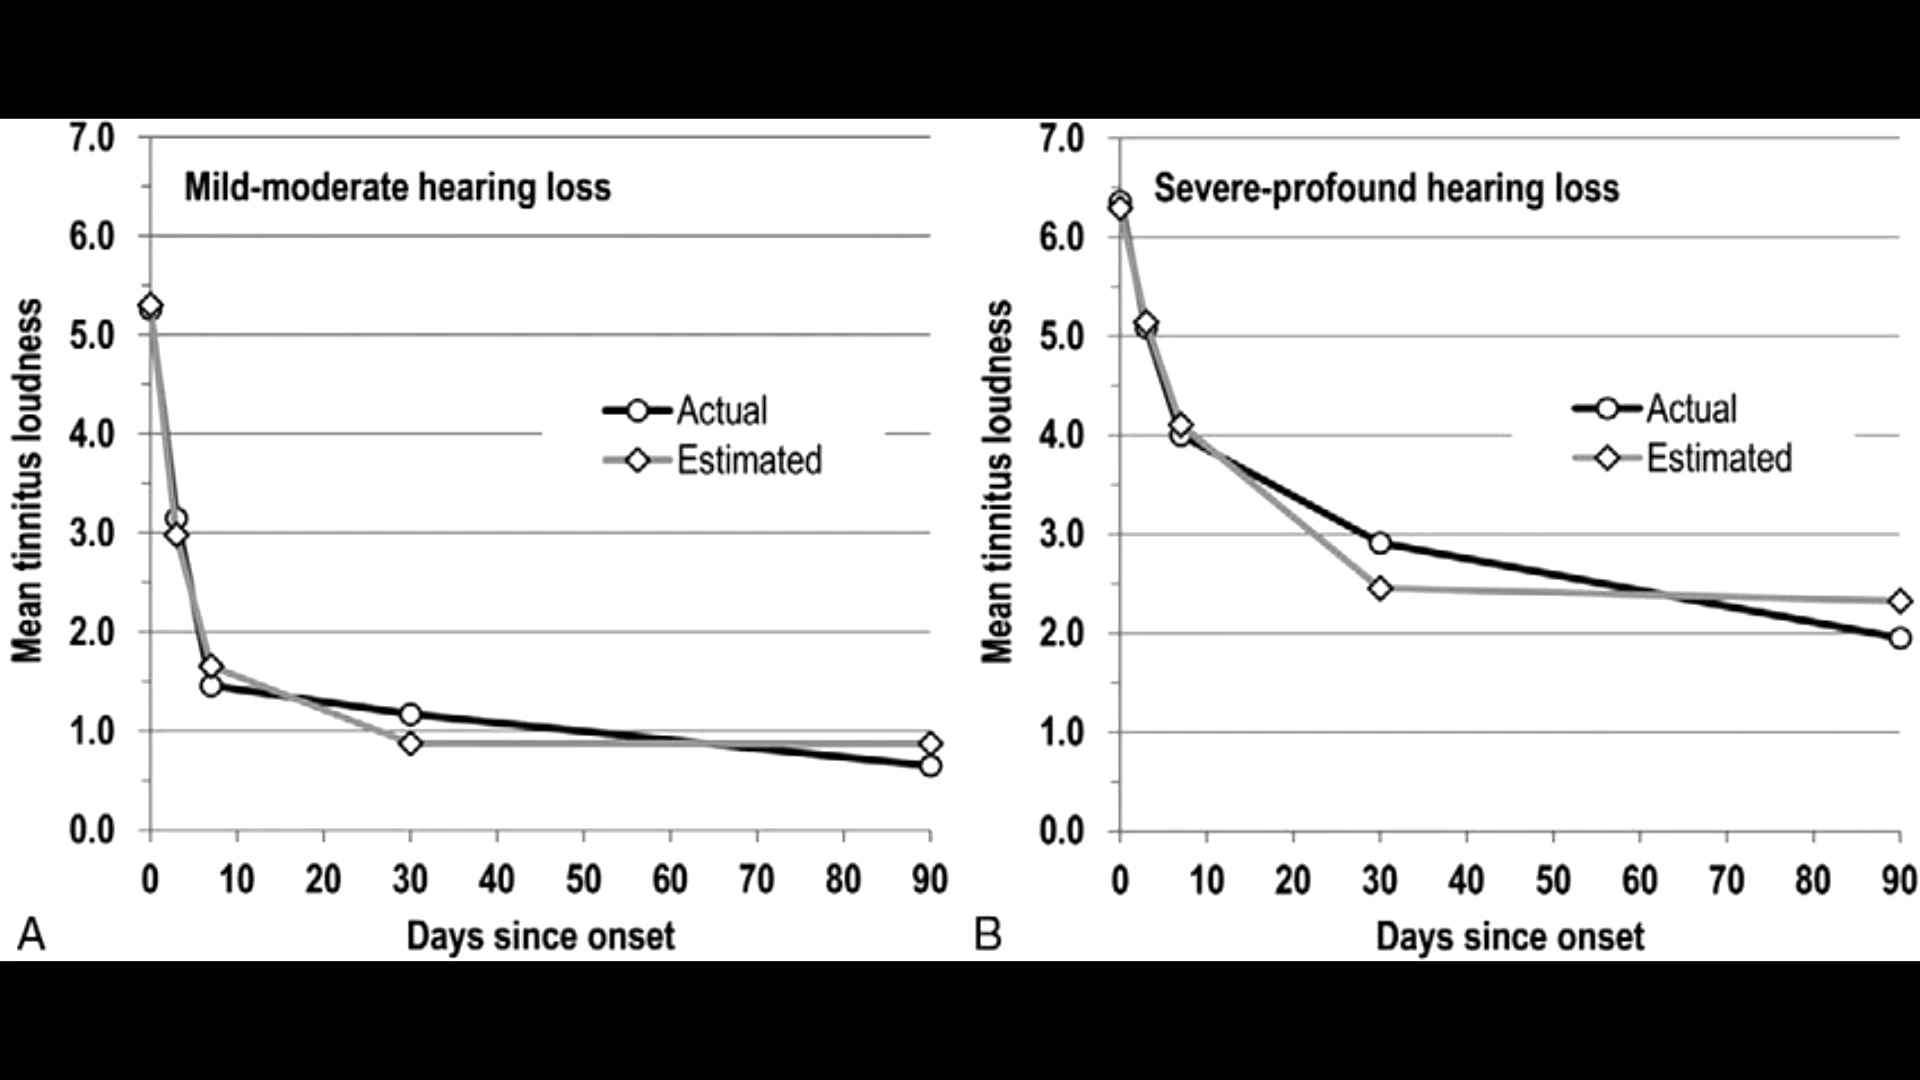 7.0
6.0
5.0
4.0
3.0
2.0
1.0
0.0
Mean tinnitus loudness
Mild-moderate hearing loss
Actual
Estimated
0 10 20 30 40 50 60 70 80 90
Days since onset
A
7.0
6.0
5.0
4.0
3.0
2.0
1.0
0.0
Mean tinnitus loudness
Severe-profound hearing loss
Actual
Estimated
0 10 20 30 40 50 60 70 80 90
Days since onset
B